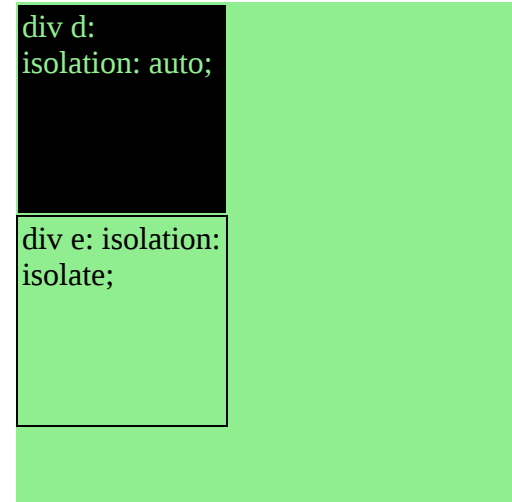 div d:
isolation: auto;
div e: isolation:
isolate;